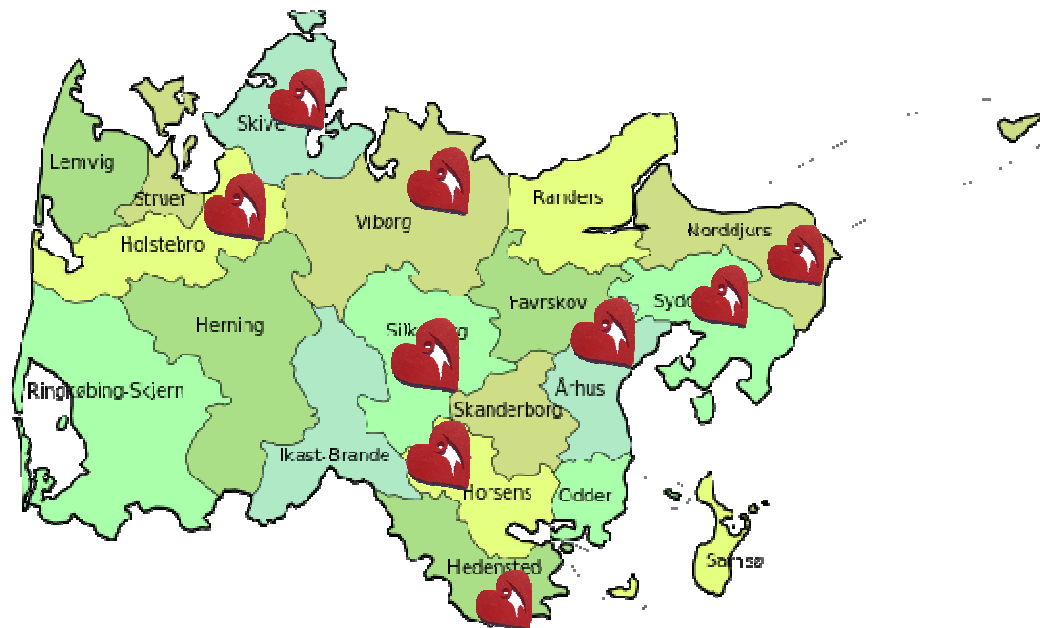 Skive
Lemvig
Struer
Randers
Viborg
Norddjurs
Holstebro
Favrskov
Herning
Ringkøbing-Skjern
Århus
Skanderborg
Ikast-Brande
Horsens
Odder
Samsø
Hedensted